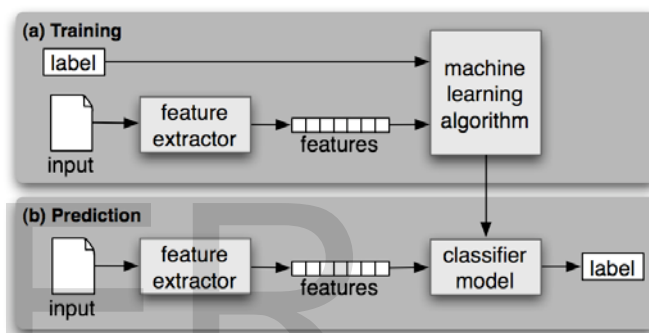 (a) Training
label
machine
learning
algorithm
feature
extractor
features
input
(b) Prediction
feature
extractor
features
input
classifier
model
label